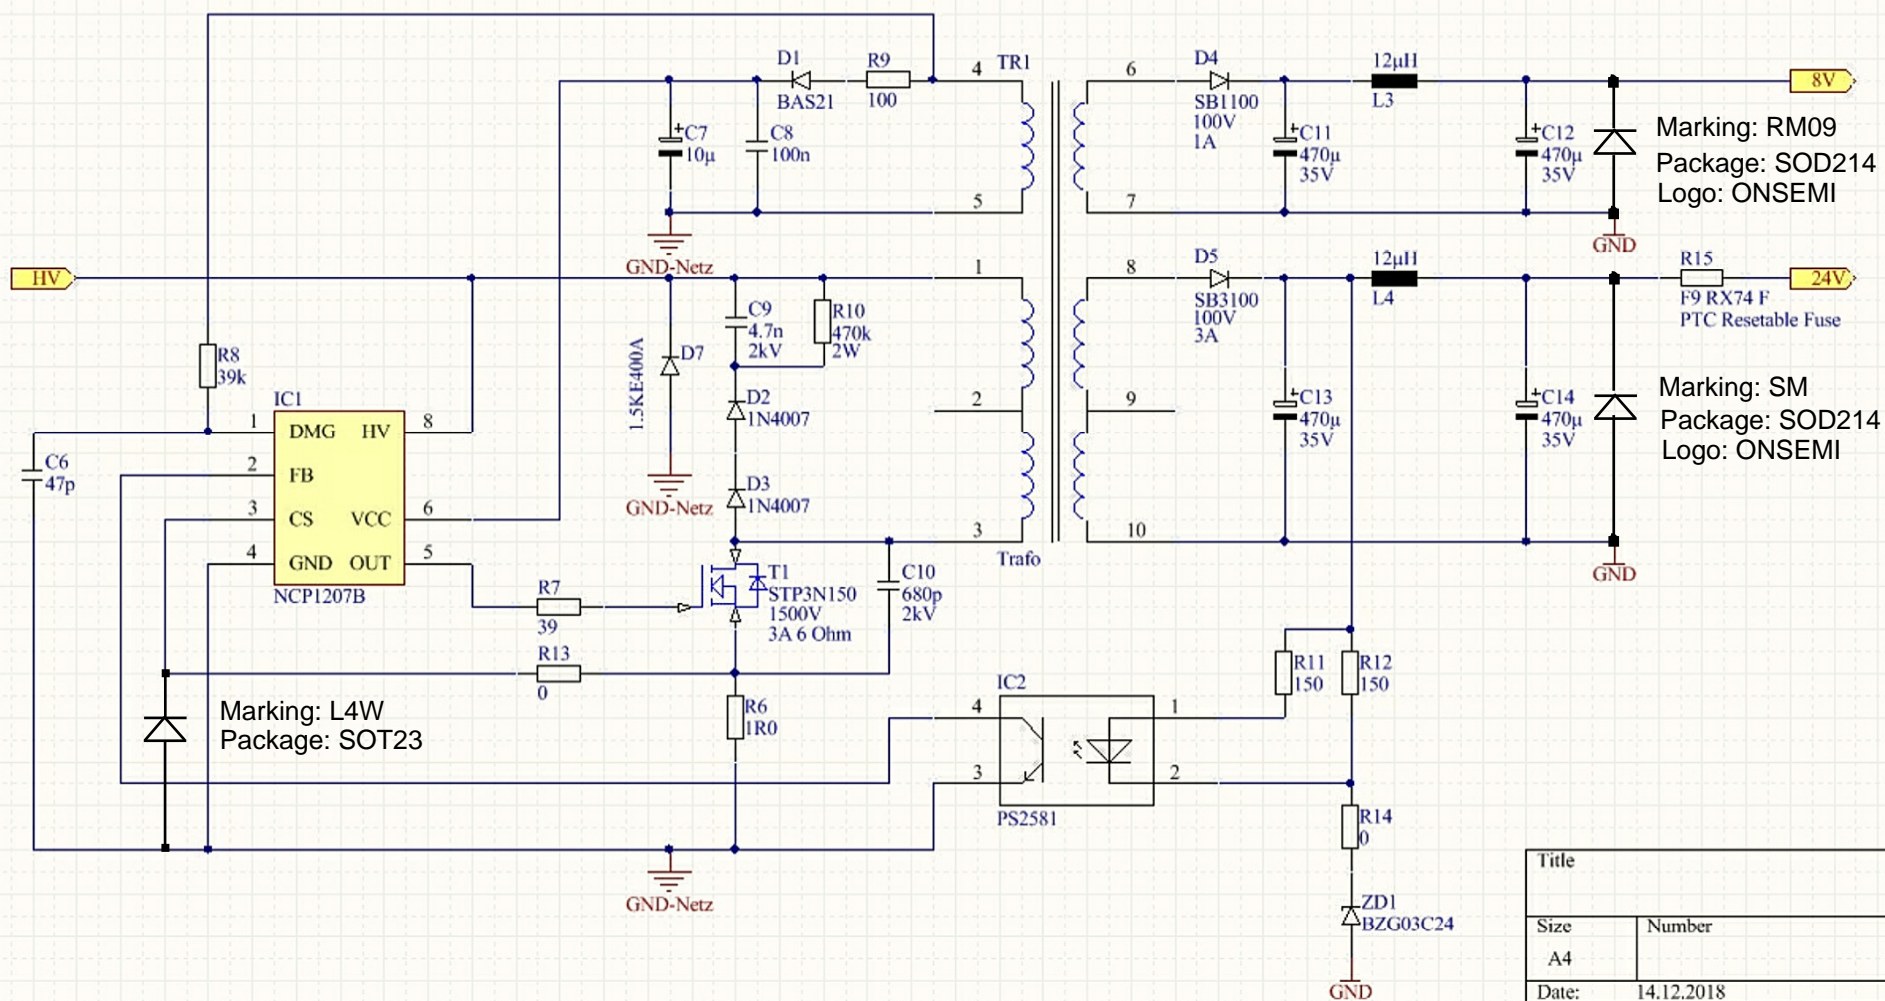 D1
BAS21
R9
100
4
TR1
6
D4
SB1100
100V
1A
12µH
L3
8V
+
C7
10µ
C8
100n
+
C11
470µ
35V
+
C12
470µ
35V
Marking: RM09
Package: SOD214
Logo: ONSEMI
5
7
GND-Netz
GND
HV
1
8
D5
SB3100
100V
3A
12µH
L4
R15
F9 RX74 F
PTC Resetable Fuse
24V
C9
4.7n
2kV
R10
470k
2W
1.5KE400A
D7
R8
39k
D2
1N4007
2
9
+
C13
470µ
35V
+
C14
470µ
35V
Marking: SM
Package: SOD214
Logo: ONSEMI
IC1
1
DMG
HV
8
2
FB
3
CS
VCC
6
4
GND
OUT
5
NCP1207B
C6
47p
D3
1N4007
GND-Netz
3
10
Trafo
GND
T1
STP3N150
1500V
3A 6 Ohm
C10
680p
2kV
R7
39
R13
0
R6
1R0
Marking: L4W
Package: SOT23
IC2
4
1
3
2
PS2581
R11
150
R12
150
R14
0
ZD1
BZG03C24
GND
GND-Netz
Title
Size
Number
A4
Date:
14.12.2018